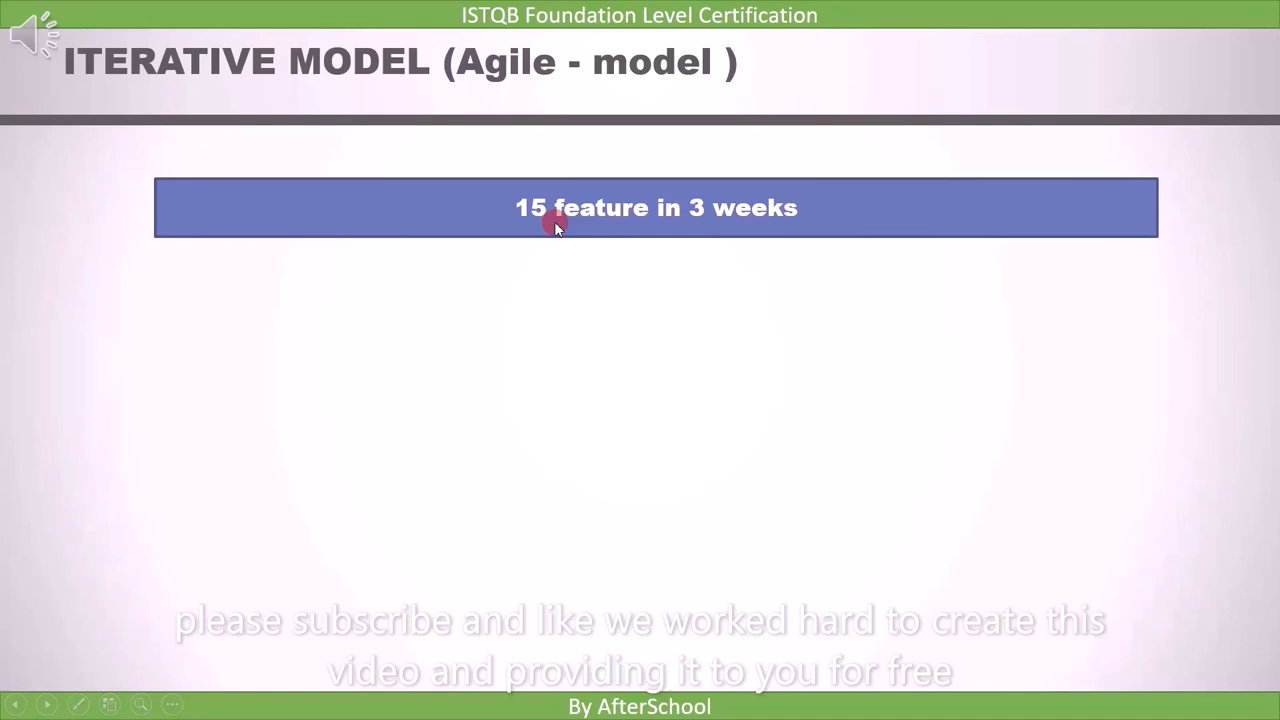 ISTQB Foundation Level Certification
ITERATIVE MODEL (Agile - model )
15 feature in 3 weeks
please subscribe and like we worked hard to create this
video and providing it to you for free
By AfterSchool